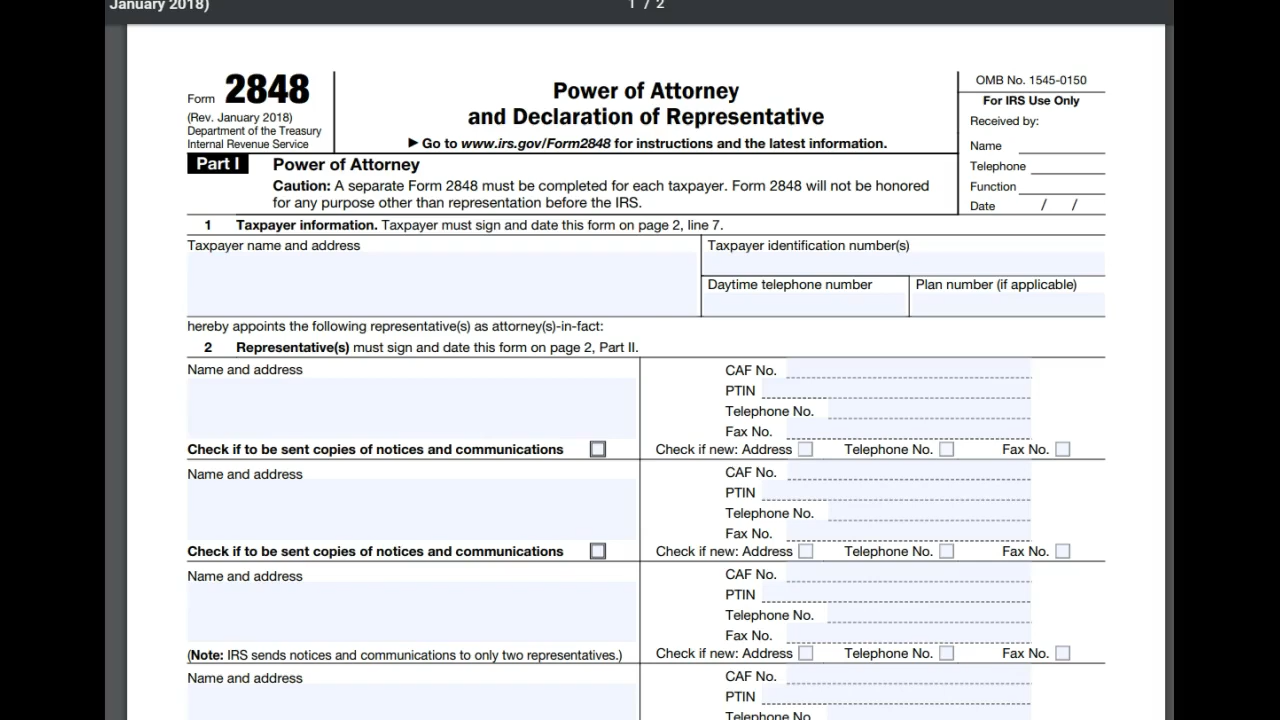 January 2018)
1 / 2
Form 2848
(Rev. January 2018)
Department of the Treasury
Internal Revenue Service
Power of Attorney
and Declaration of Representative
▶ Go to www.irs.gov/Form2848 for instructions and the latest information.
OMB No. 1545-0150
For IRS Use Only
Received by:
Name
Telephone
Function
Date / /
Part I Power of Attorney
Caution: A separate Form 2848 must be completed for each taxpayer. Form 2848 will not be honored
for any purpose other than representation before the IRS.
1 Taxpayer information. Taxpayer must sign and date this form on page 2, line 7.
Taxpayer name and address
Taxpayer identification number(s)
Daytime telephone number
Plan number (if applicable)
hereby appoints the following representative(s) as attorney(s)-in-fact:
2 Representative(s) must sign and date this form on page 2, Part II.
Name and address
CAF No.
PTIN
Telephone No.
Fax No.
Check if to be sent copies of notices and communications
Check if new: Address Telephone No. Fax No.
Name and address
CAF No.
PTIN
Telephone No.
Fax No.
Check if to be sent copies of notices and communications
Check if new: Address Telephone No. Fax No.
Name and address
CAF No.
PTIN
Telephone No.
Fax No.
(Note: IRS sends notices and communications to only two representatives.)
Check if new: Address Telephone No. Fax No.
Name and address
CAF No.
PTIN
Telephone No.